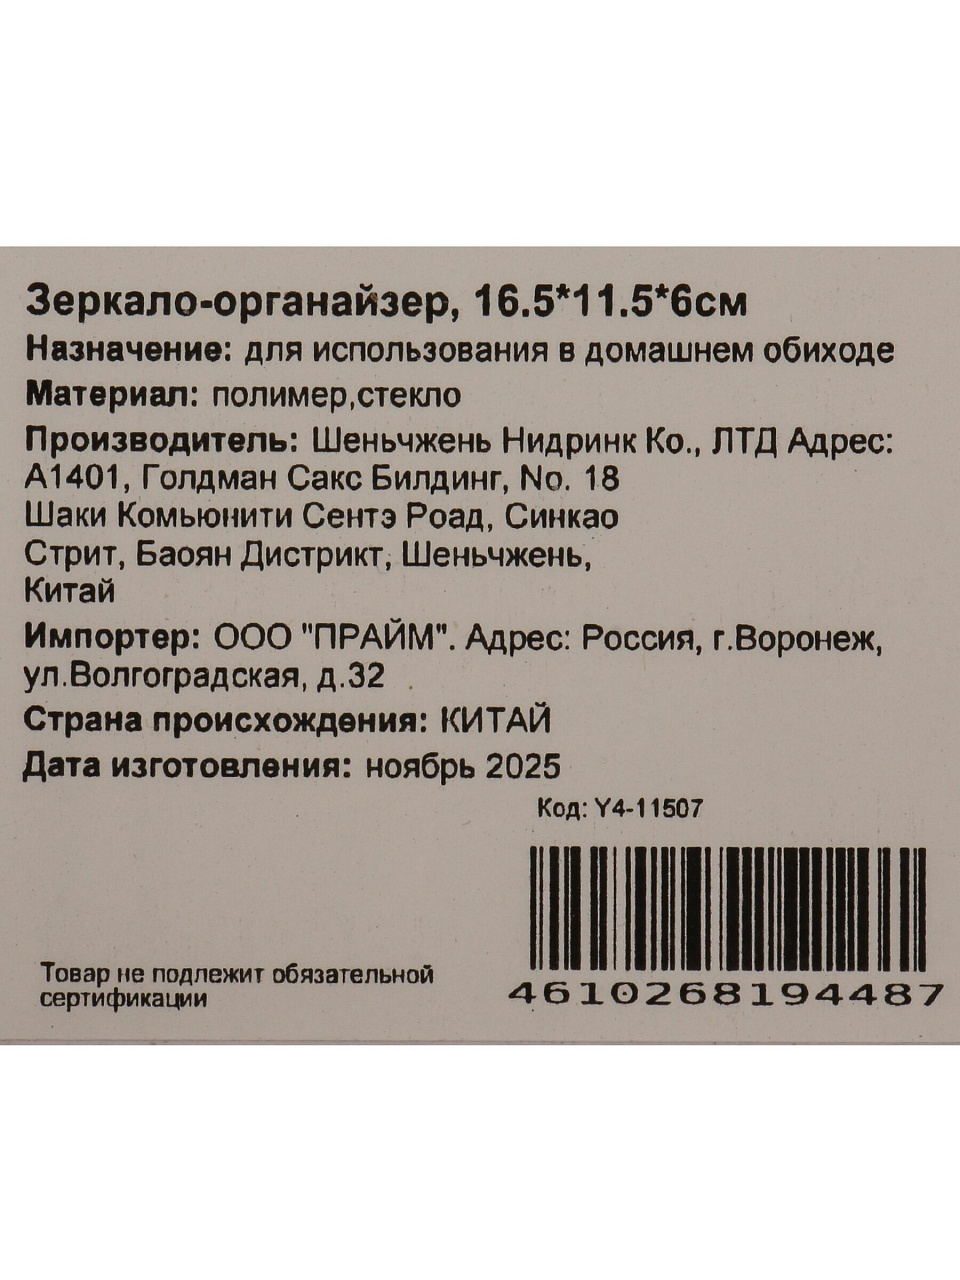 Зеркало-органайзер, 16.5*11.5*6см
Назначение: для использования в домашнем обиходе
Материал: полимер,стекло
Производитель: Шеньчжень Нидринк Ко., ЛТД Адрес:
А1401, Голдман Сакс Билдинг, No. 18
Шаки Комьюнити Сентэ Роад, Синкао
Стрит, Баоян Дистрикт, Шеньчжень,
Китай
Импортер: ООО "ПРАЙМ". Адрес: Россия, г.Воронеж,
ул.Волгоградская, д.32
Страна происхождения: КИТАЙ
Дата изготовления: ноябрь 2025
Код: Y4-11507
Товар не подлежит обязательной
сертификации
4610268194487